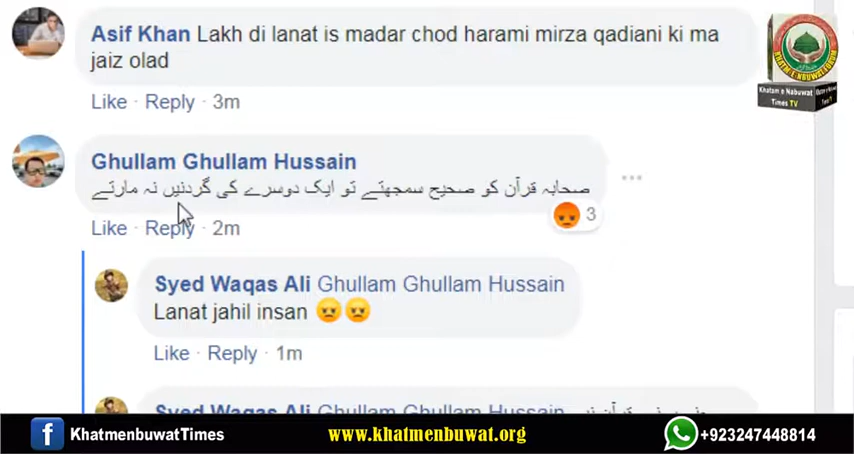 Asif Khan Lakh di lanat is madar chod harami mirza qadiani ki ma
jaiz olad
Like · Reply · 3m
Khatam e Nabuwat
Times TV
Ghullam Ghullam Hussain
صحابہ قرآن کو صحیح سمجھتے تو ایک دوسرے کی گردنیں نہ مارتے
3
Like · Reply · 2m
Syed Waqas Ali Ghullam Ghullam Hussain
Lanat jahil insan
Like · Reply · 1m
Syed Waqas Ali Ghullam Ghullam Hussain
KhatmenbuwatTimes
www.khatmenbuwat.org
+923247448814